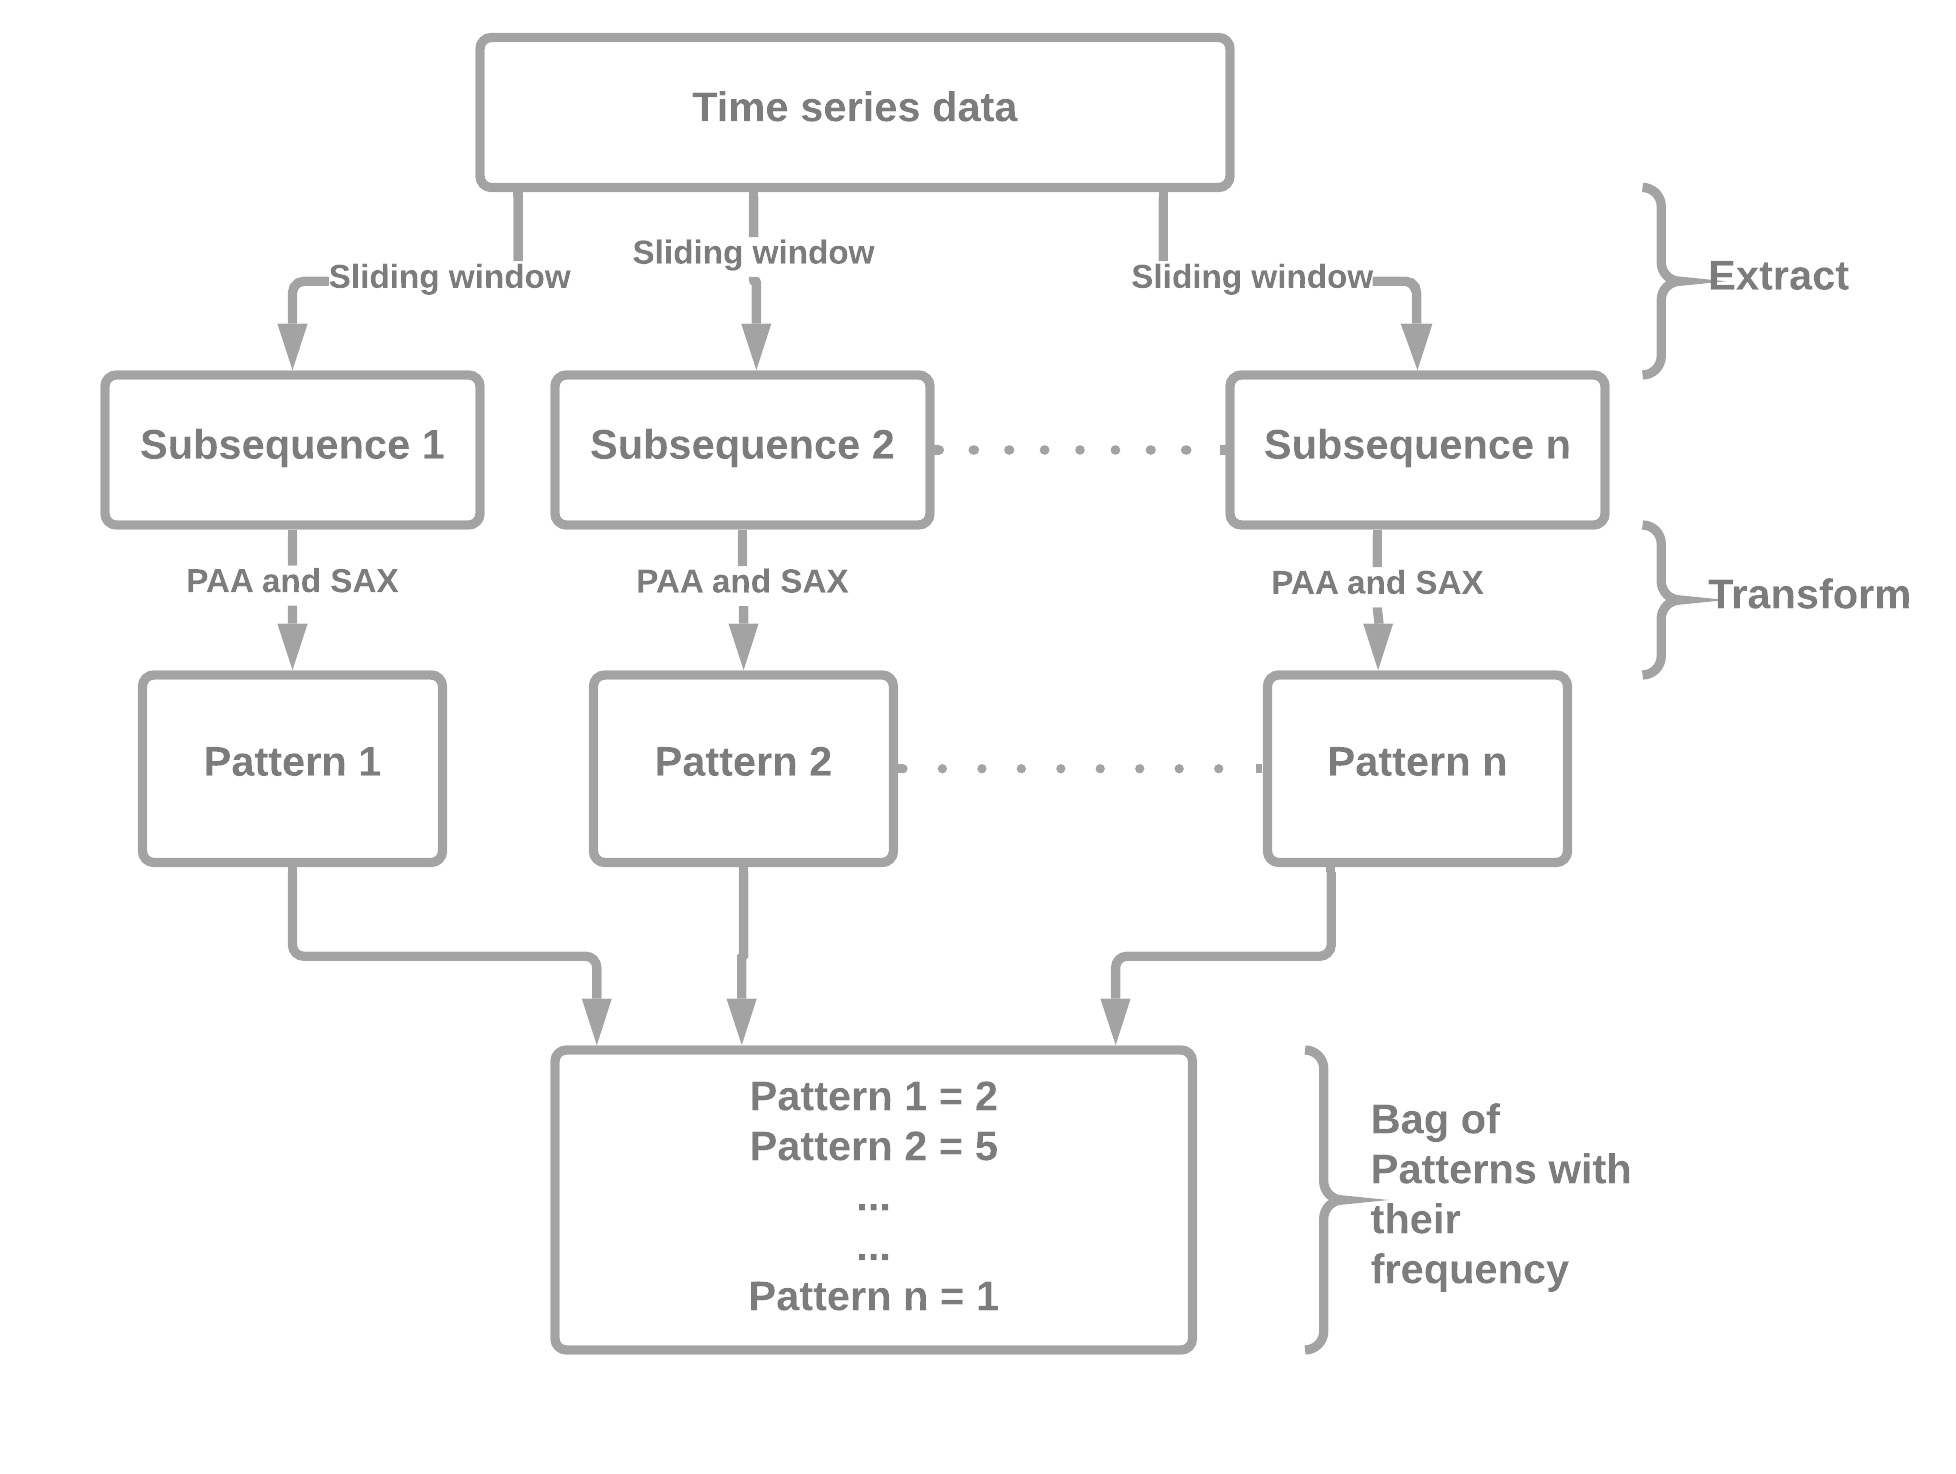 Time series data
Sliding window
Sliding window
Sliding window
Extract
Subsequence 1
Subsequence 2
Subsequence n
PAA and SAX
PAA and SAX
PAA and SAX
Transform
Pattern 1
Pattern 2
Pattern n
Pattern 1 = 2
Pattern 2 = 5
...
...
Pattern n = 1
Bag of
Patterns with
their
frequency